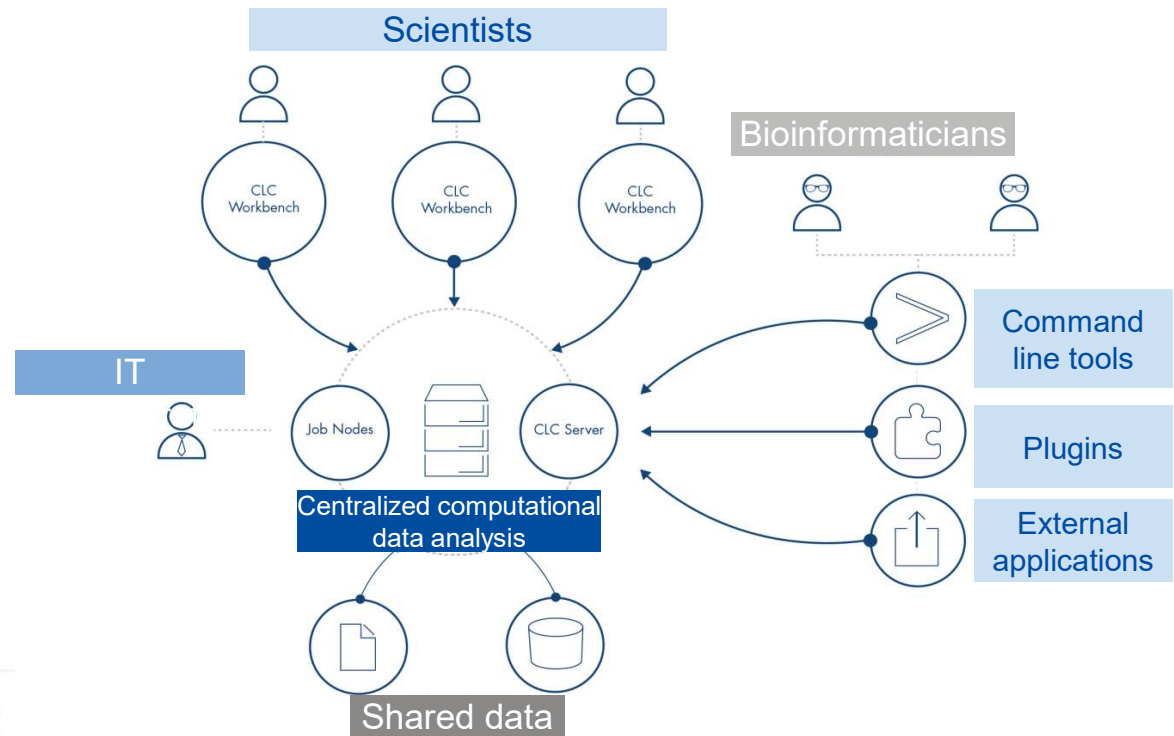 Scientists
Bioinformaticians
CLC
Workbench
CLC
Workbench
CLC
Workbench
Command
line tools
IT
Job Nodes
CLC Server
Plugins
Centralized computational
data analysis
External
applications
Shared data